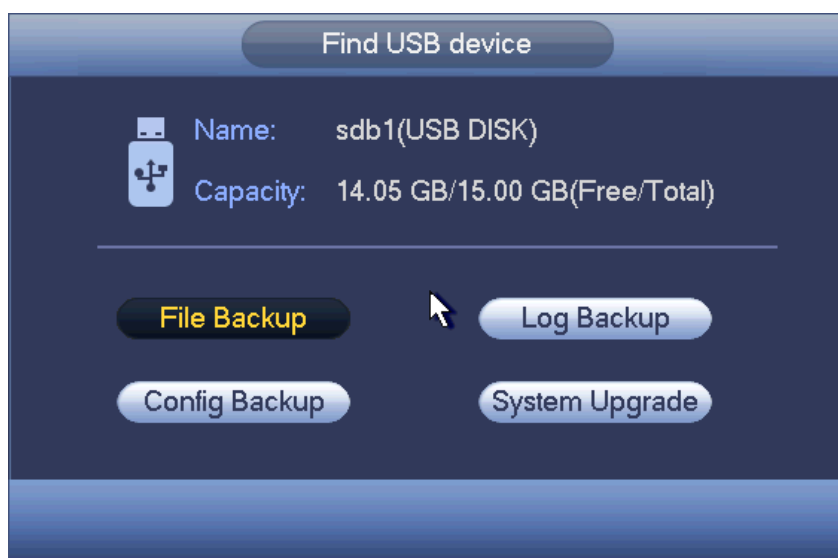 Find USB device
Name: sdb1(USB DISK)
Capacity: 14.05 GB/15.00 GB(Free/Total)
File Backup Log Backup
Config Backup System Upgrade